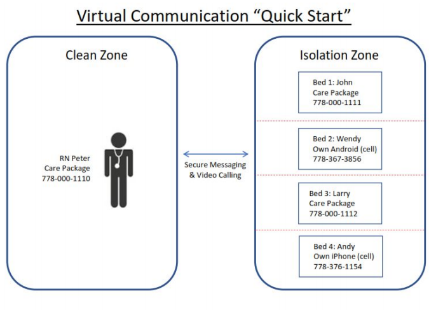 Virtual Communication “Quick Start”
Clean Zone
RN Peter
Care Package
778-000-1110
Secure Messaging
& Video Calling
Isolation Zone
Bed 1: John
Care Package
778-000-1111
Bed 2: Wendy
Own Android (cell)
778-367-3856
Bed 3: Larry
Care Package
778-000-1112
Bed 4: Andy
Own iPhone (cell)
778-376-1154